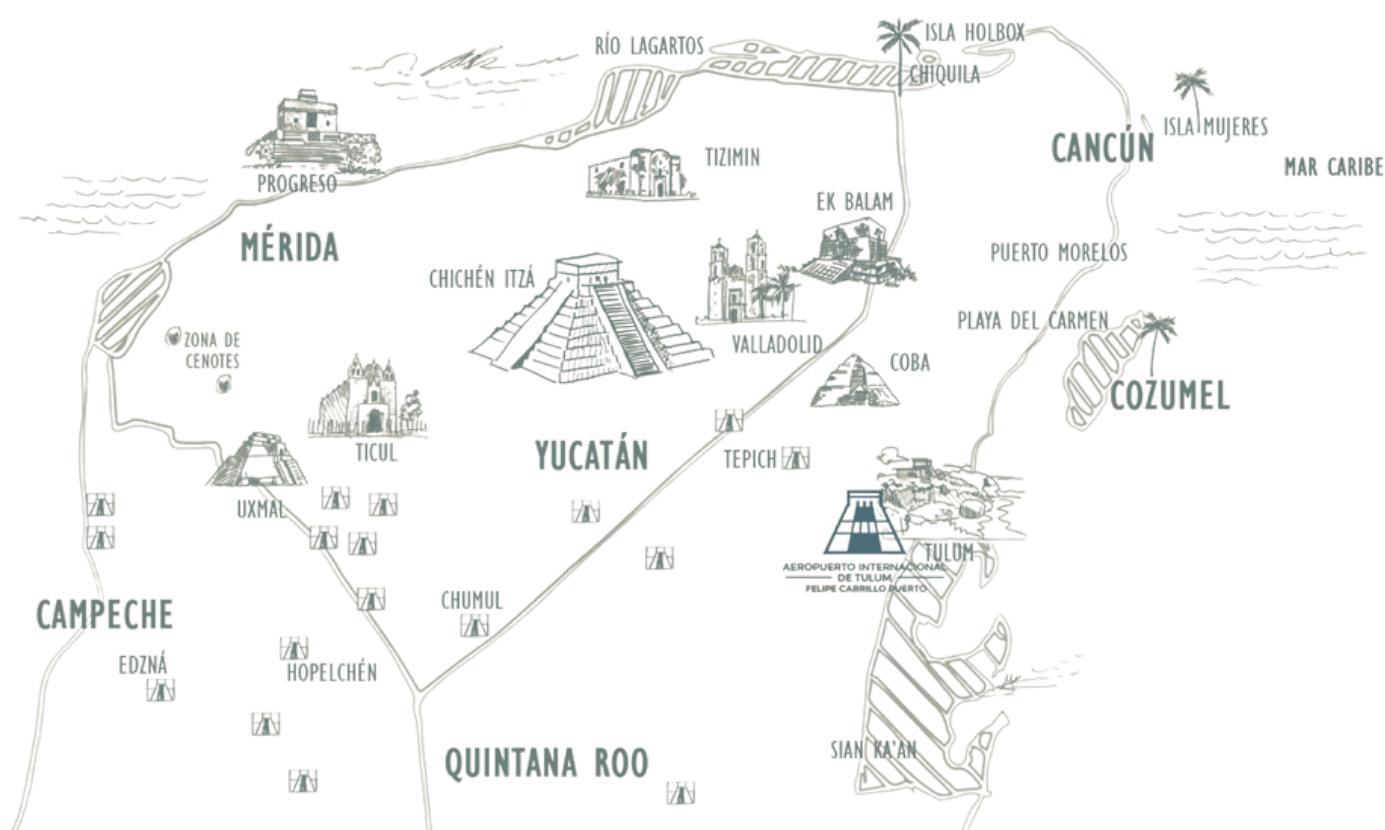 ISLA HOLBOX
RÍO LAGARTOS
CHIQUILA
ISLA MUJERES
CANCÚN
TIZIMIN
MAR CARIBE
PROGRESO
EK BALAM
MÉRIDA
PUERTO MORELOS
CHICHÉN ITZÁ
PLAYA DEL CARMEN
ZONA DE
CENOTES
VALLADOLID
COBA
COZUMEL
TICUL
YUCATÁN
TEPICH
UXMAL
TULUM
AEROPUERTO INTERNACIONAL
DE TULUM
FELIPE CARRILLO PUERTO
CHUMUL
CAMPECHE
EDZNÁ
HOPELCHÉN
SIAN KA'AN
QUINTANA ROO